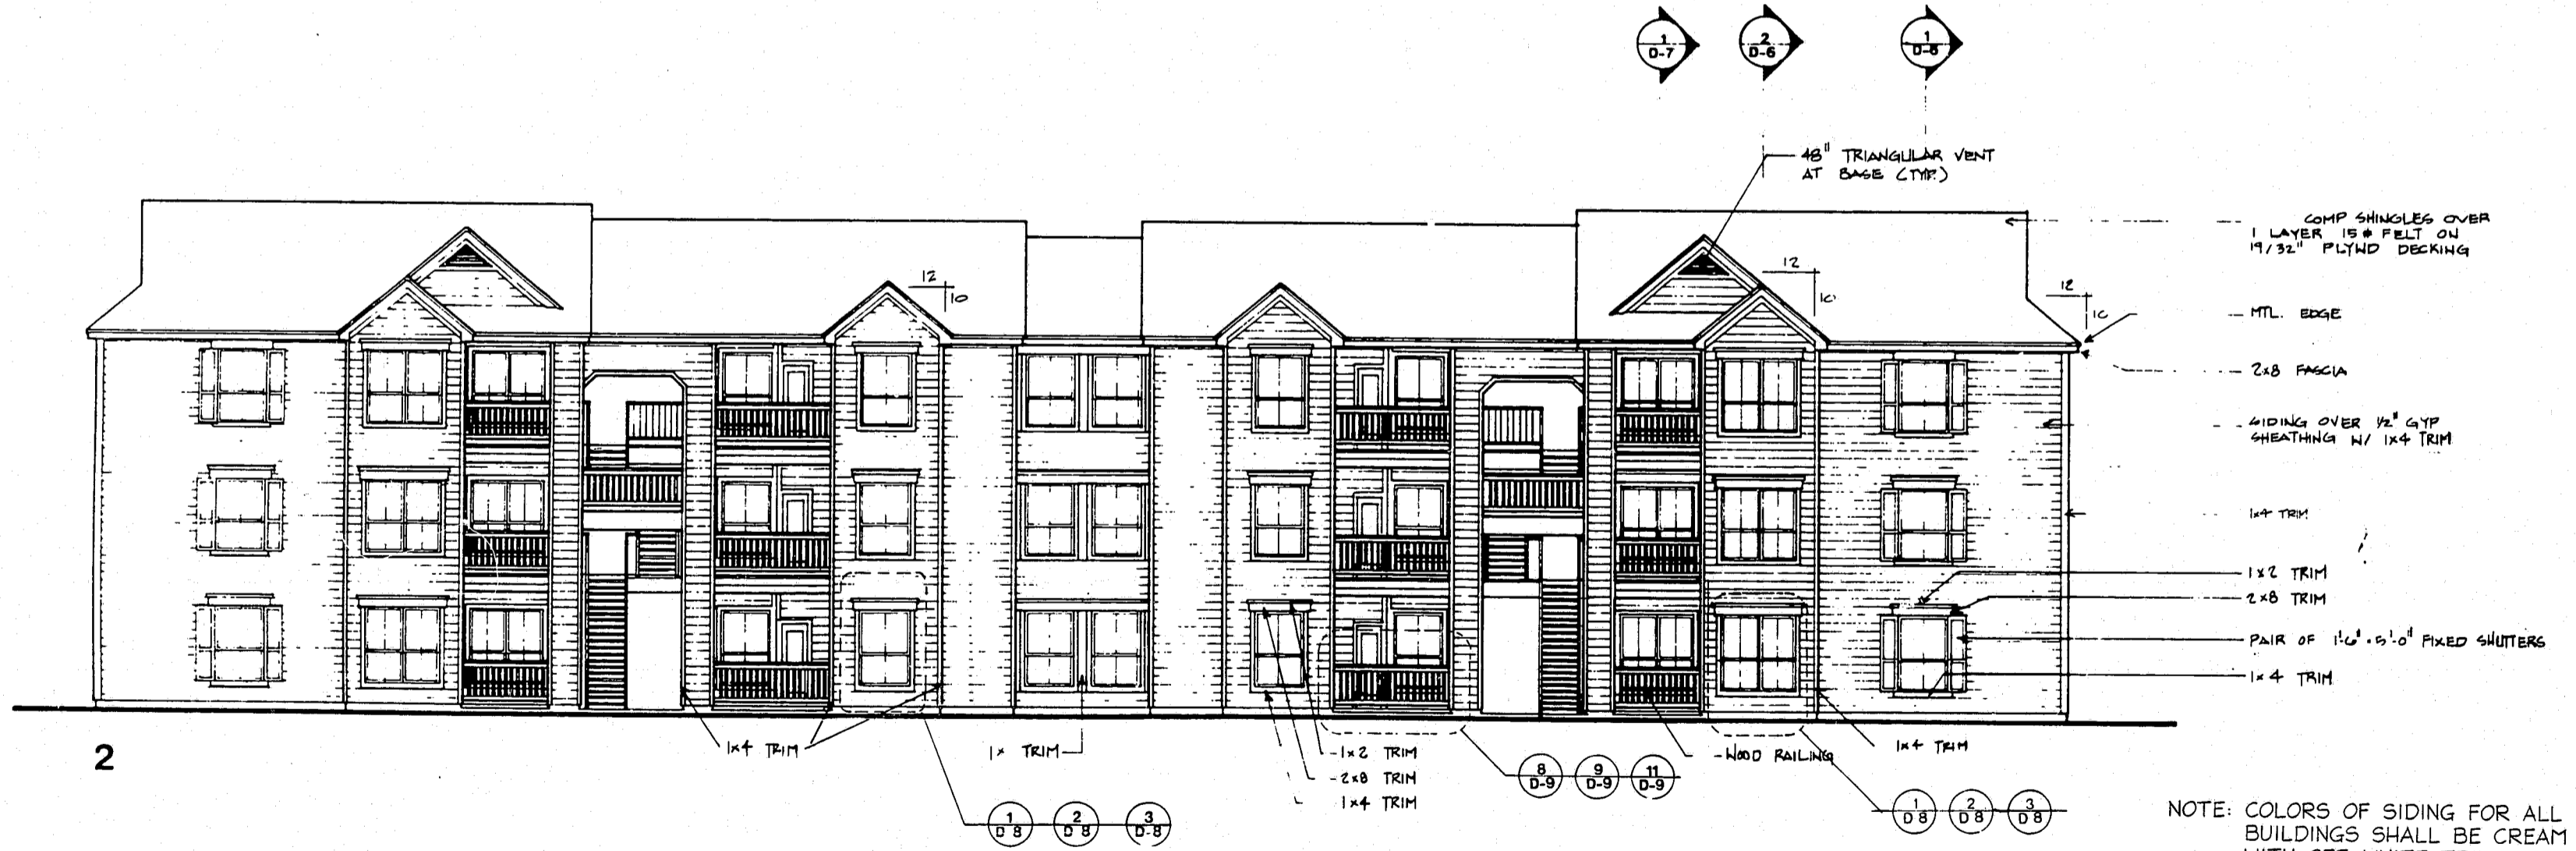 1
D-7
2
D-6
1
D-6
48" TRIANGULAR VENT
AT BASE (TYP.)
COMP SHINGLES OVER
1 LAYER 15# FELT ON
19/32" PLYWD DECKING
12
10
12
10
12
10
MTL. EDGE
2x8 FASCIA
SIDING OVER 1/2" GYP
SHEATHING W/ 1x4 TRIM
1x4 TRIM
1x2 TRIM
2x8 TRIM
PAIR OF 1'-6" x 5'-0" FIXED SHUTTERS
1x4 TRIM
2
1x4 TRIM
1x TRIM
1x2 TRIM
2x8 TRIM
1x4 TRIM
WOOD RAILING
1x4 TRIM
8
D-9
9
D-9
11
D-9
1
D 8
2
D 8
3
D-8
1
D 8
2
D 8
3
D 8
NOTE: COLORS OF SIDING FOR ALL
BUILDINGS SHALL BE CREAM